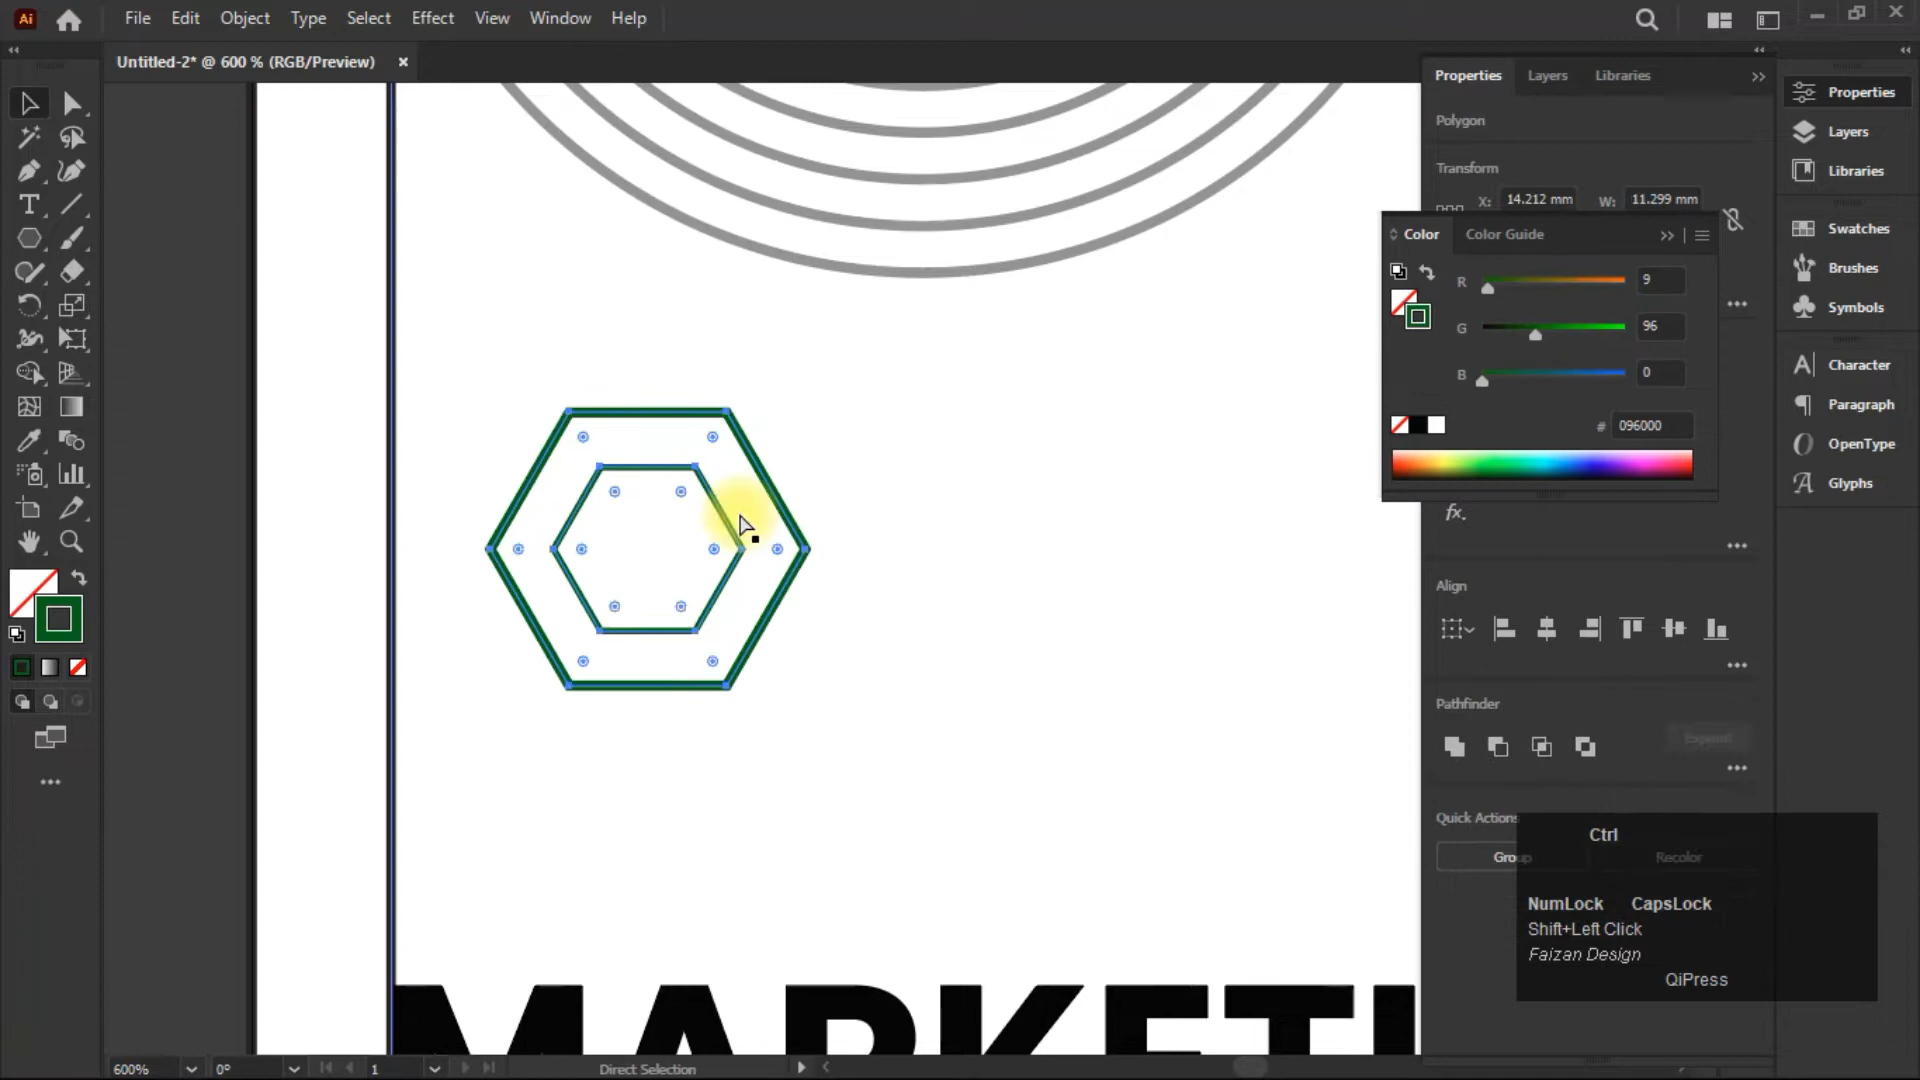 Ai File Edit Object Type Select Effect View Window Help
Untitled-2* @ 600 % (RGB/Preview) ×
Properties Layers Libraries
Polygon
Transform
X: 14.212 mm W: 11.299 mm
Color Color Guide
R 9
G 96
B 0
# 096000
fx.
Align
Pathfinder
Expand
Quick Actions
Group Recolor
Properties
Layers
Libraries
Swatches
Brushes
Symbols
Character
Paragraph
OpenType
Glyphs
Ctrl
NumLock CapsLock
Shift+Left Click
Faizan Design
QiPress
600% 0° 1 Direct Selection